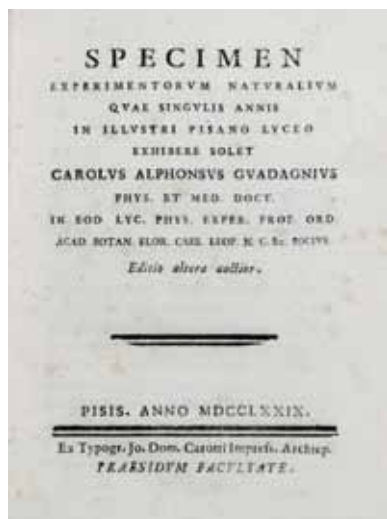 SPECIMEN
EXPERIMENTORVM NATVRALIVM
QVAE SINGVLIS ANNIS
IN ILLVSTRI PISANO LYCEO
EXHIBERE SOLET
CAROLVS ALPHONSVS GVADAGNIVS
PHYS. ET MED. DOCT.
IN EOD LYC. PHYS. EXPER. PROF. ORD
ACAD. BOTAN. FLOR. CAES. LEOP. N. C. SOCIVS.
Editio altera auctior.
PISIS. ANNO MDCCLXXIX.
Ex Typogr. Jo. Dom. Carotti Impress. Archiep.
PRAESIDVM FACVLTATE.